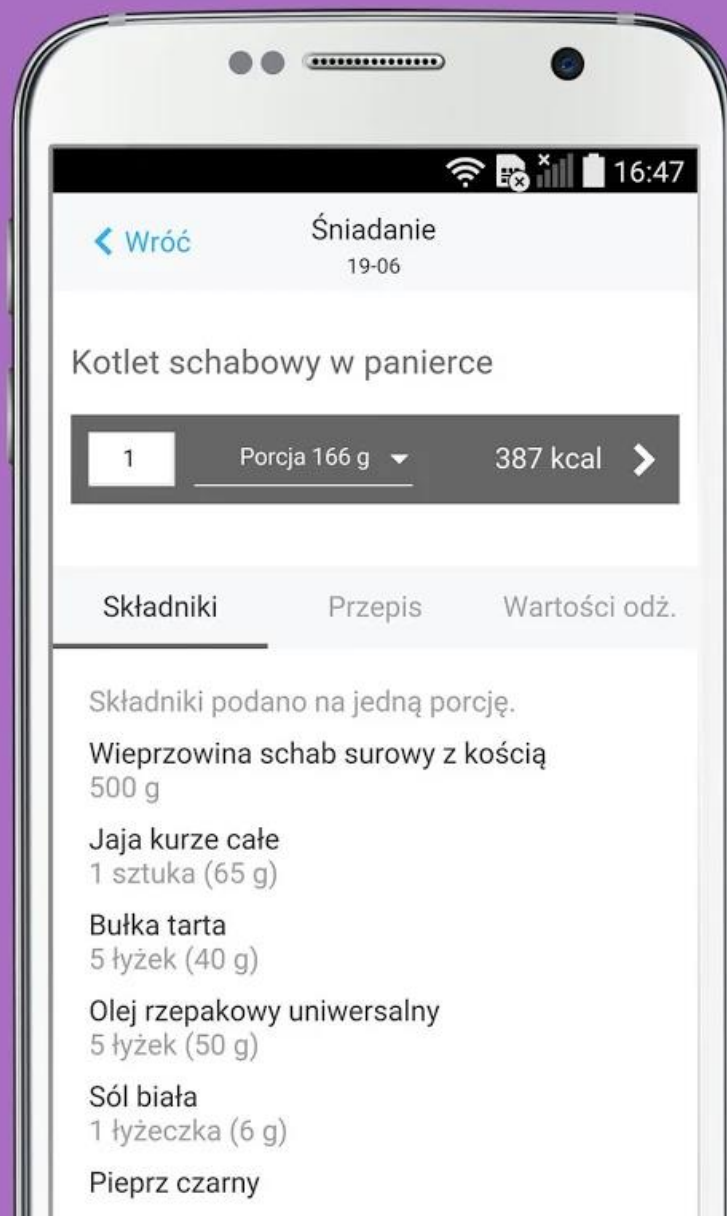 16:47
Wróć
Śniadanie
19-06
Kotlet schabowy w panierce
1
Porcja 166 g
387 kcal
Składniki
Przepis
Wartości odż.
Składniki podano na jedną porcję.
Wieprzowina schab surowy z kością
500 g
Jaja kurze całe
1 sztuka (65 g)
Bułka tarta
5 łyżek (40 g)
Olej rzepakowy uniwersalny
5 łyżek (50 g)
Sól biała
1 łyżeczka (6 g)
Pieprz czarny